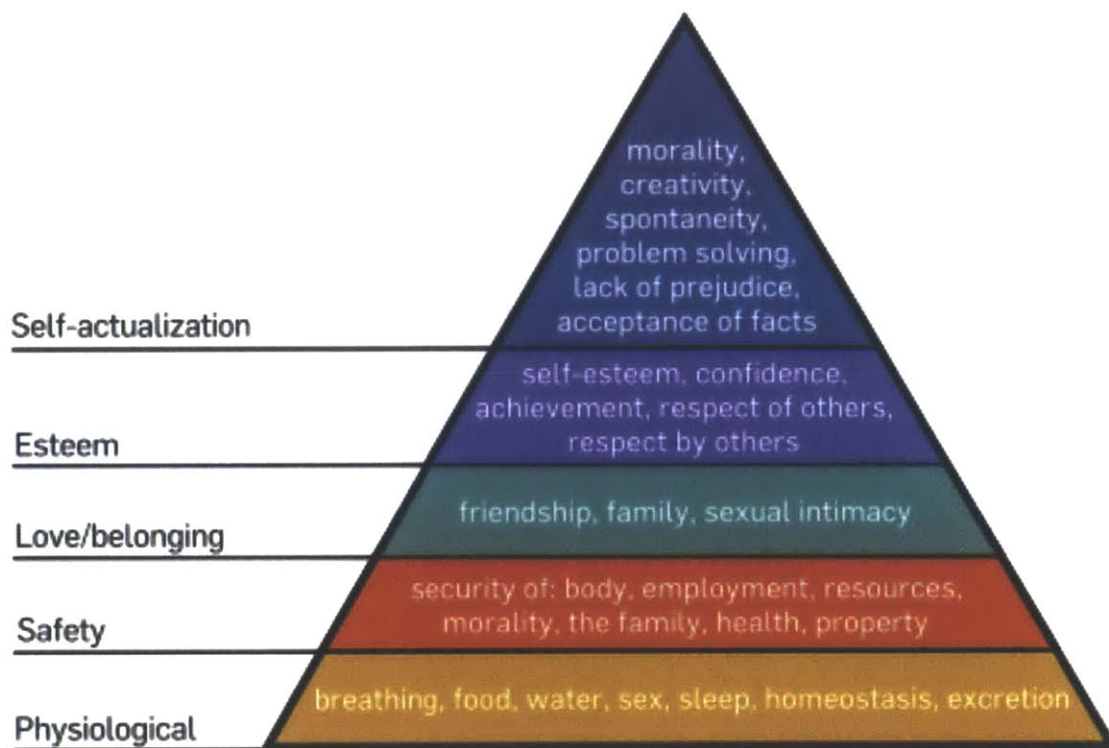 morality,
creativity,
spontaneity,
problem solving,
lack of prejudice,
acceptance of facts
Self-actualization
self-esteem, confidence,
achievement, respect of others,
respect by others
Esteem
friendship, family, sexual intimacy
Love/belonging
security of: body, employment, resources,
morality, the family, health, property
Safety
breathing, food, water, sex, sleep, homeostasis, excretion
Physiological